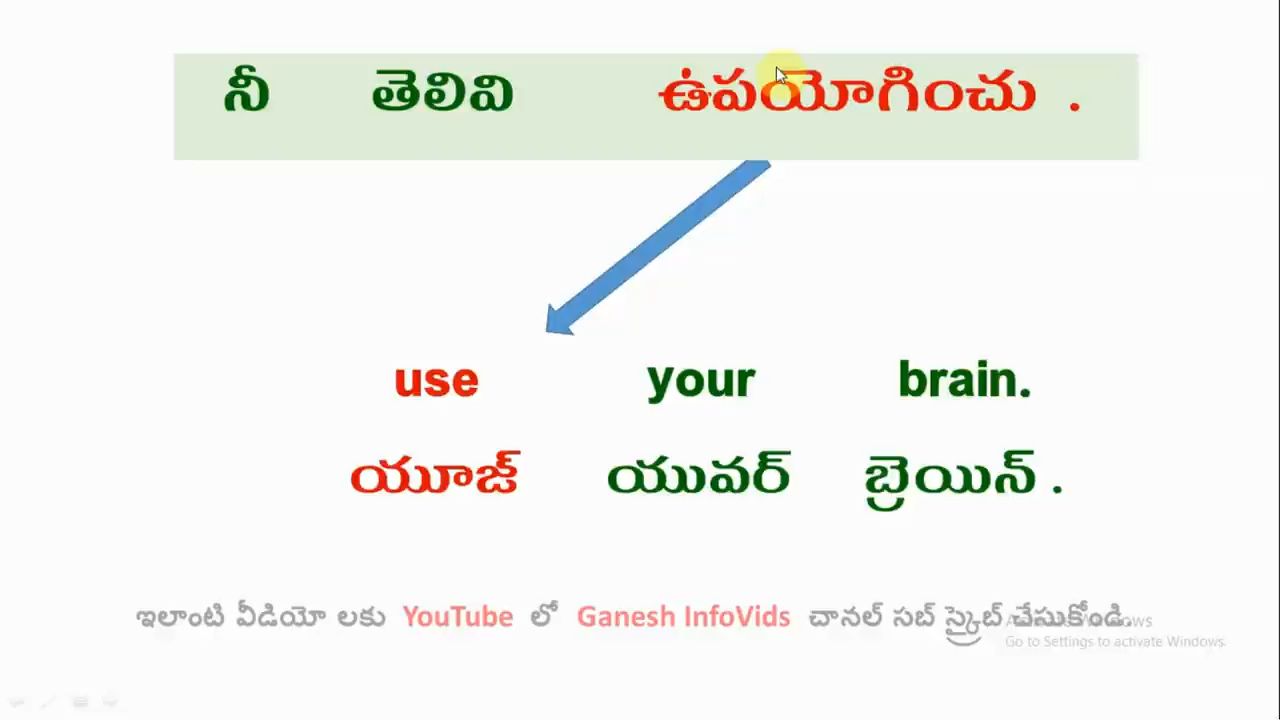 నీ తెలివి ఉపయోగించు .
use your brain.
యూజ్ యువర్ బ్రెయిన్ .
ఇలాంటి వీడియో లకు YouTube లో Ganesh InfoVids చానల్ సబ్ స్క్రైబ్ చేసుకోండి.
Go to Settings to activate Windows.